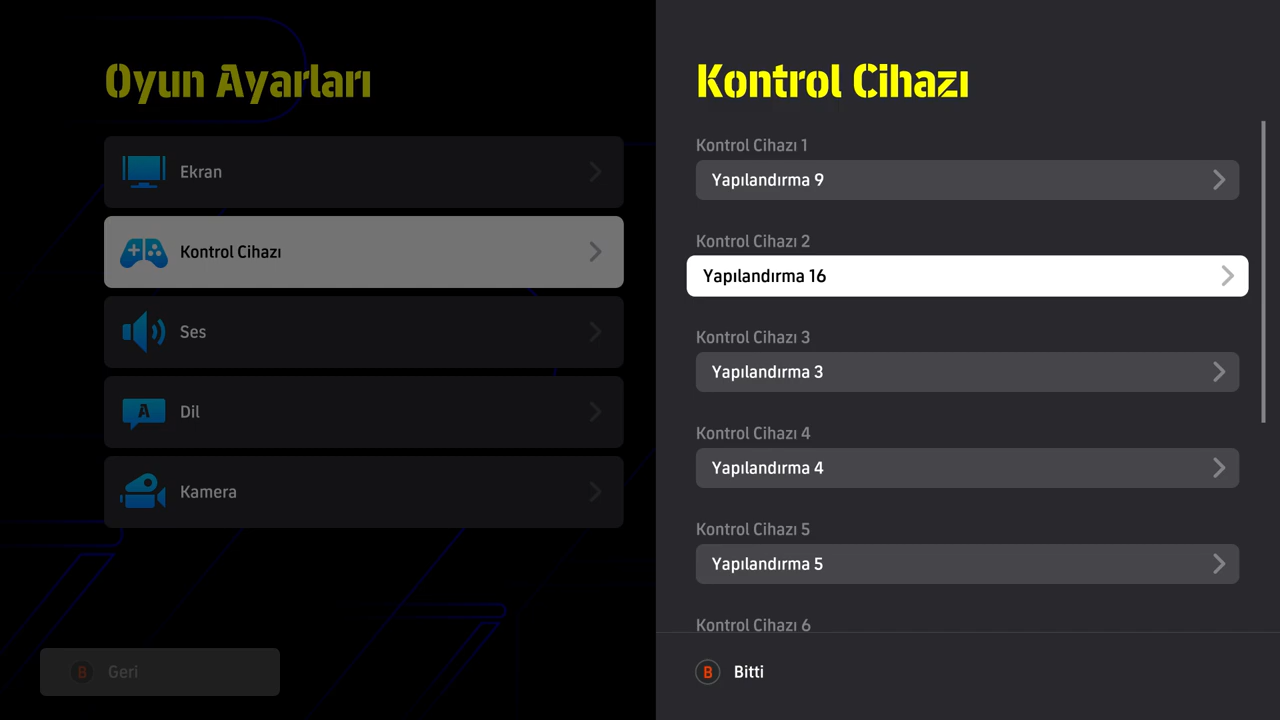 Oyun Ayarları
Ekran
Kontrol Cihazı
Ses
A
Dil
Kamera
B Geri
Kontrol Cihazı
Kontrol Cihazı 1
Yapılandırma 9
Kontrol Cihazı 2
Yapılandırma 16
Kontrol Cihazı 3
Yapılandırma 3
Kontrol Cihazı 4
Yapılandırma 4
Kontrol Cihazı 5
Yapılandırma 5
Kontrol Cihazı 6
B Bitti